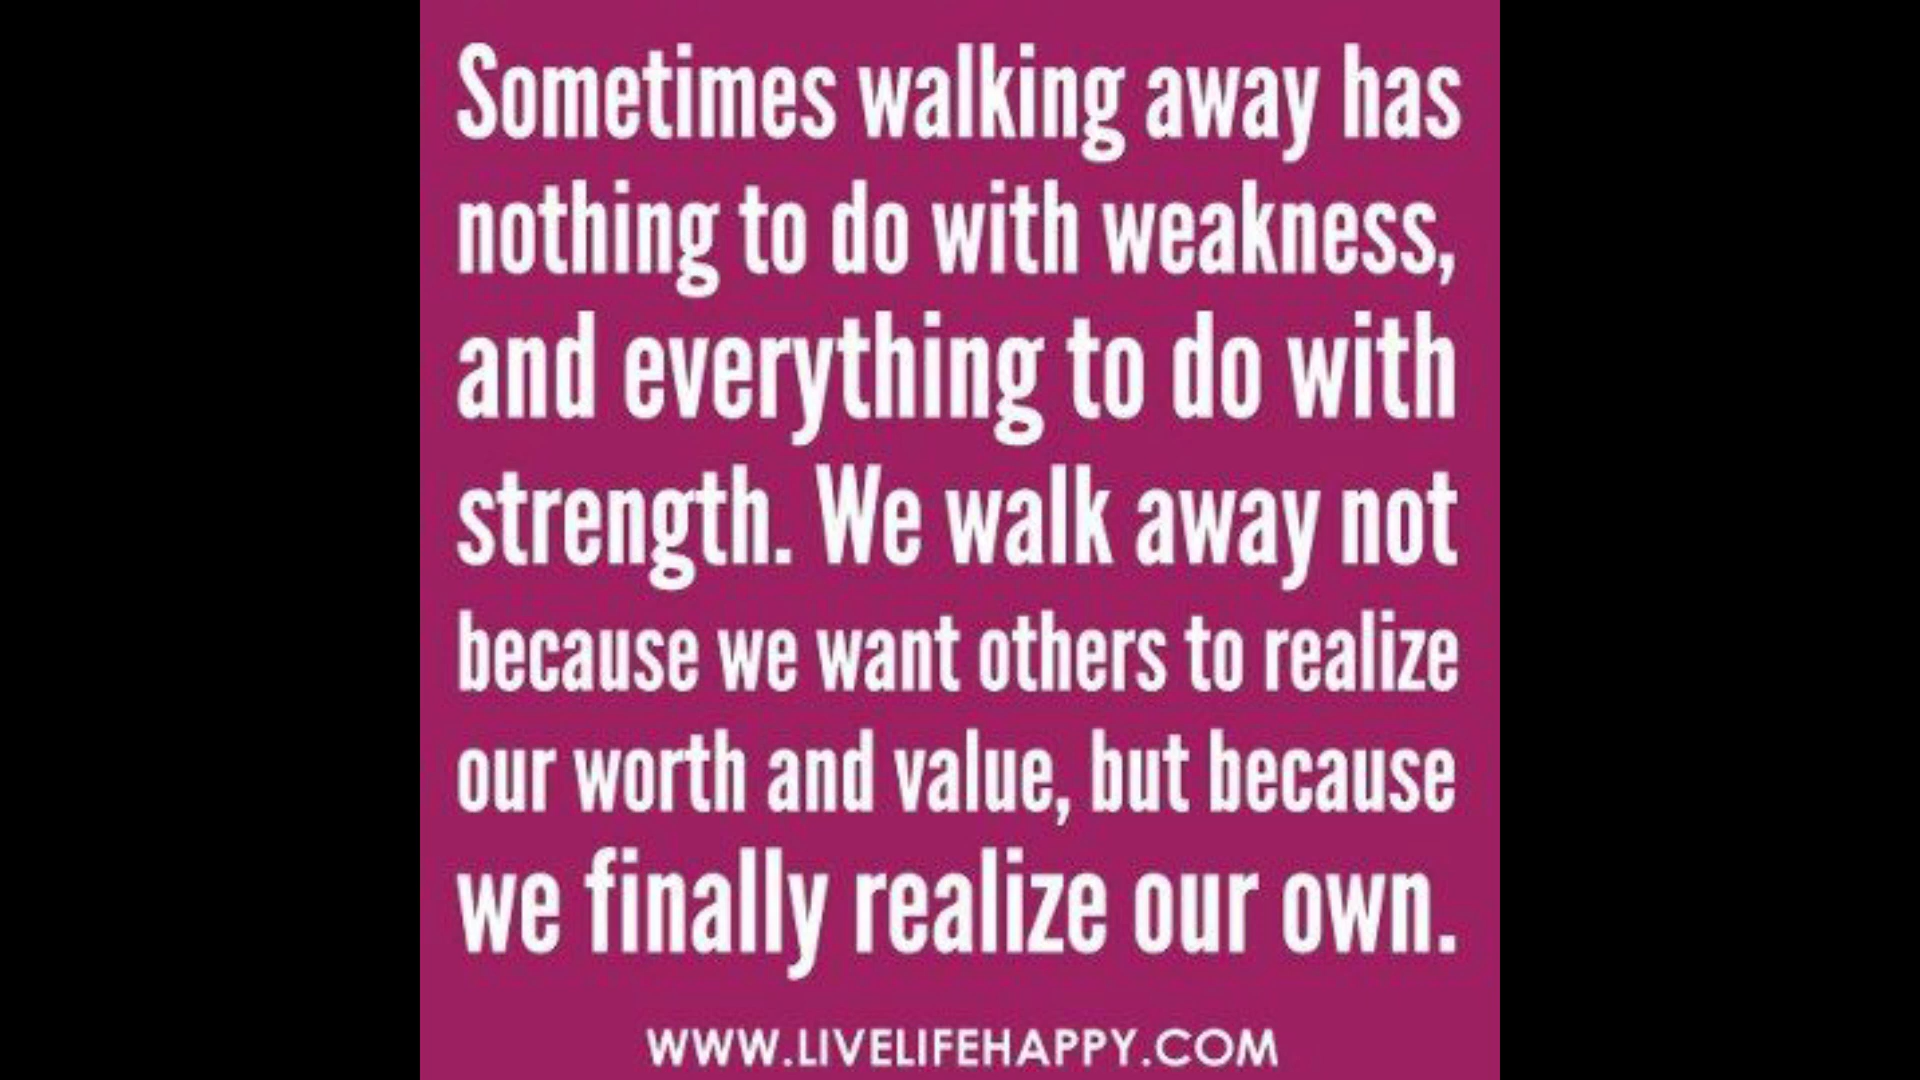 Sometimes walking away has
nothing to do with weakness,
and everything to do with
strength. We walk away not
because we want others to realize
our worth and value, but because
we finally realize our own.
WWW.LIVELIFEHAPPY.COM